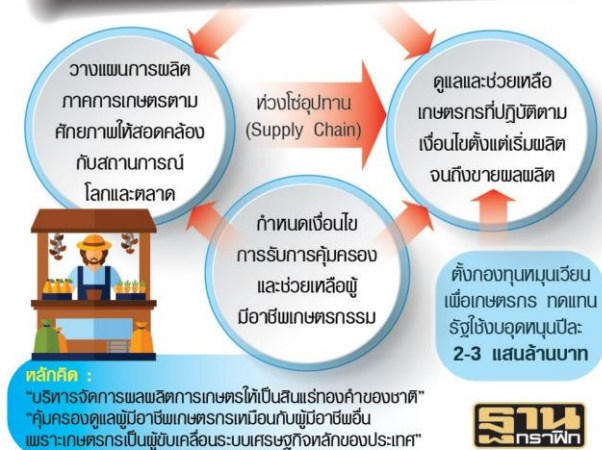 วางแผนการผลิต
ภาคการเกษตรตาม
ศักยภาพให้สอดคล้อง
กับสถานการณ์
โลกและตลาด
ห่วงโซ่อุปทาน
(Supply Chain)
ดูแลและช่วยเหลือ
เกษตรกรที่ปฏิบัติตาม
เงื่อนไขตั้งแต่เริ่มผลิต
จนถึงขายผลผลิต
กำหนดเงื่อนไข
การรับการคุ้มครอง
และช่วยเหลือผู้
มีอาชีพเกษตรกรรม
ตั้งกองทุนหมุนเวียน
เพื่อเกษตรกร ทดแทน
รัฐใช้งบอุดหนุนปีละ
2-3 แสนล้านบาท
หลักคิด :
“บริหารจัดการผลผลิตการเกษตรให้เป็นสินแร่ทองคำของชาติ”
“คุ้มครองดูแลผู้มีอาชีพเกษตรกรเหมือนกับผู้มีอาชีพอื่น
เพราะเกษตรกรเป็นผู้ขับเคลื่อนระบบเศรษฐกิจหลักของประเทศ”
ฐาน
กราฟิก